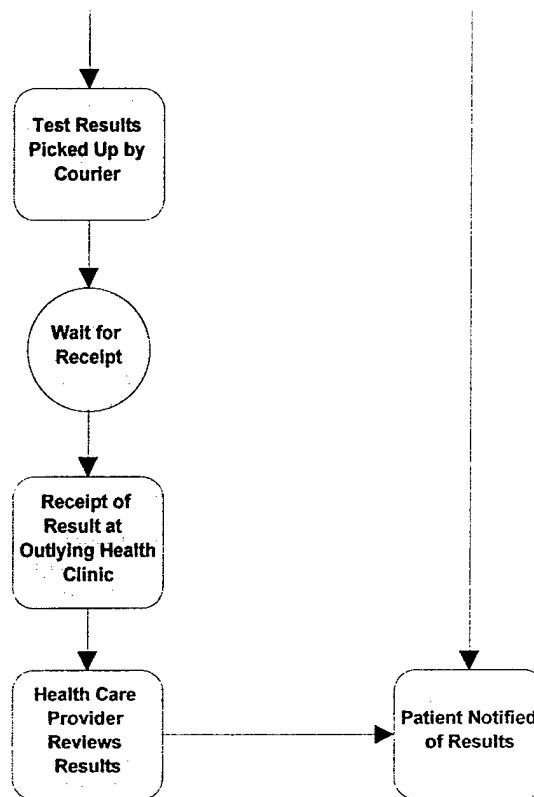 Test Results
Picked Up by
Courier
Wait for
Receipt
Receipt of
Result at
Outlying Health
Clinic
Health Care
Provider
Reviews
Results
Patient Notified
of Results